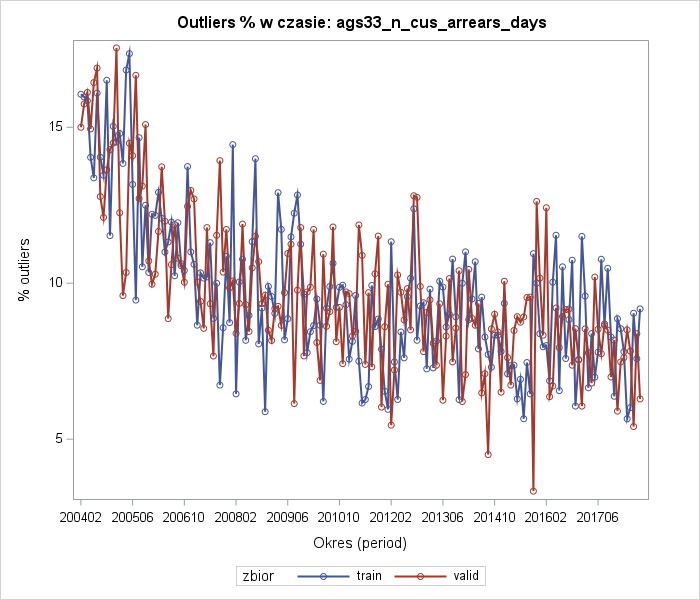 Outliers % w czasie: ags33_n_cus_arrears_days
% outliers
15
10
5
200402 200506 200610 200802 200906 201010 201202 201306 201410 201602 201706
Okres (period)
zbior train valid